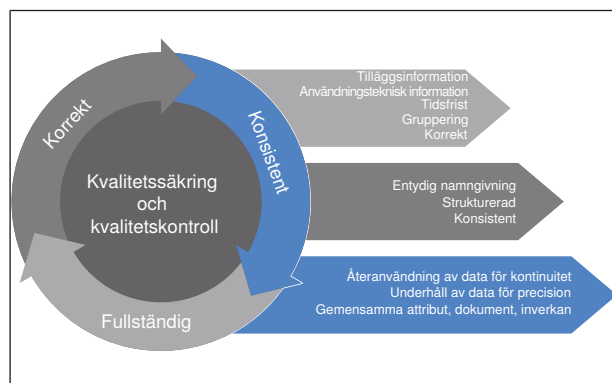 Korrekt
Konsistent
Fullständig
Kvalitetssäkring
och
kvalitetskontroll
Tilläggsinformation
Användningsteknisk information
Tidsfrist
Gruppering
Korrekt
Entydig namngivning
Strukturerad
Konsistent
Återanvändning av data för kontinuitet
Underhåll av data för precision
Gemensamma attribut, dokument, inverkan